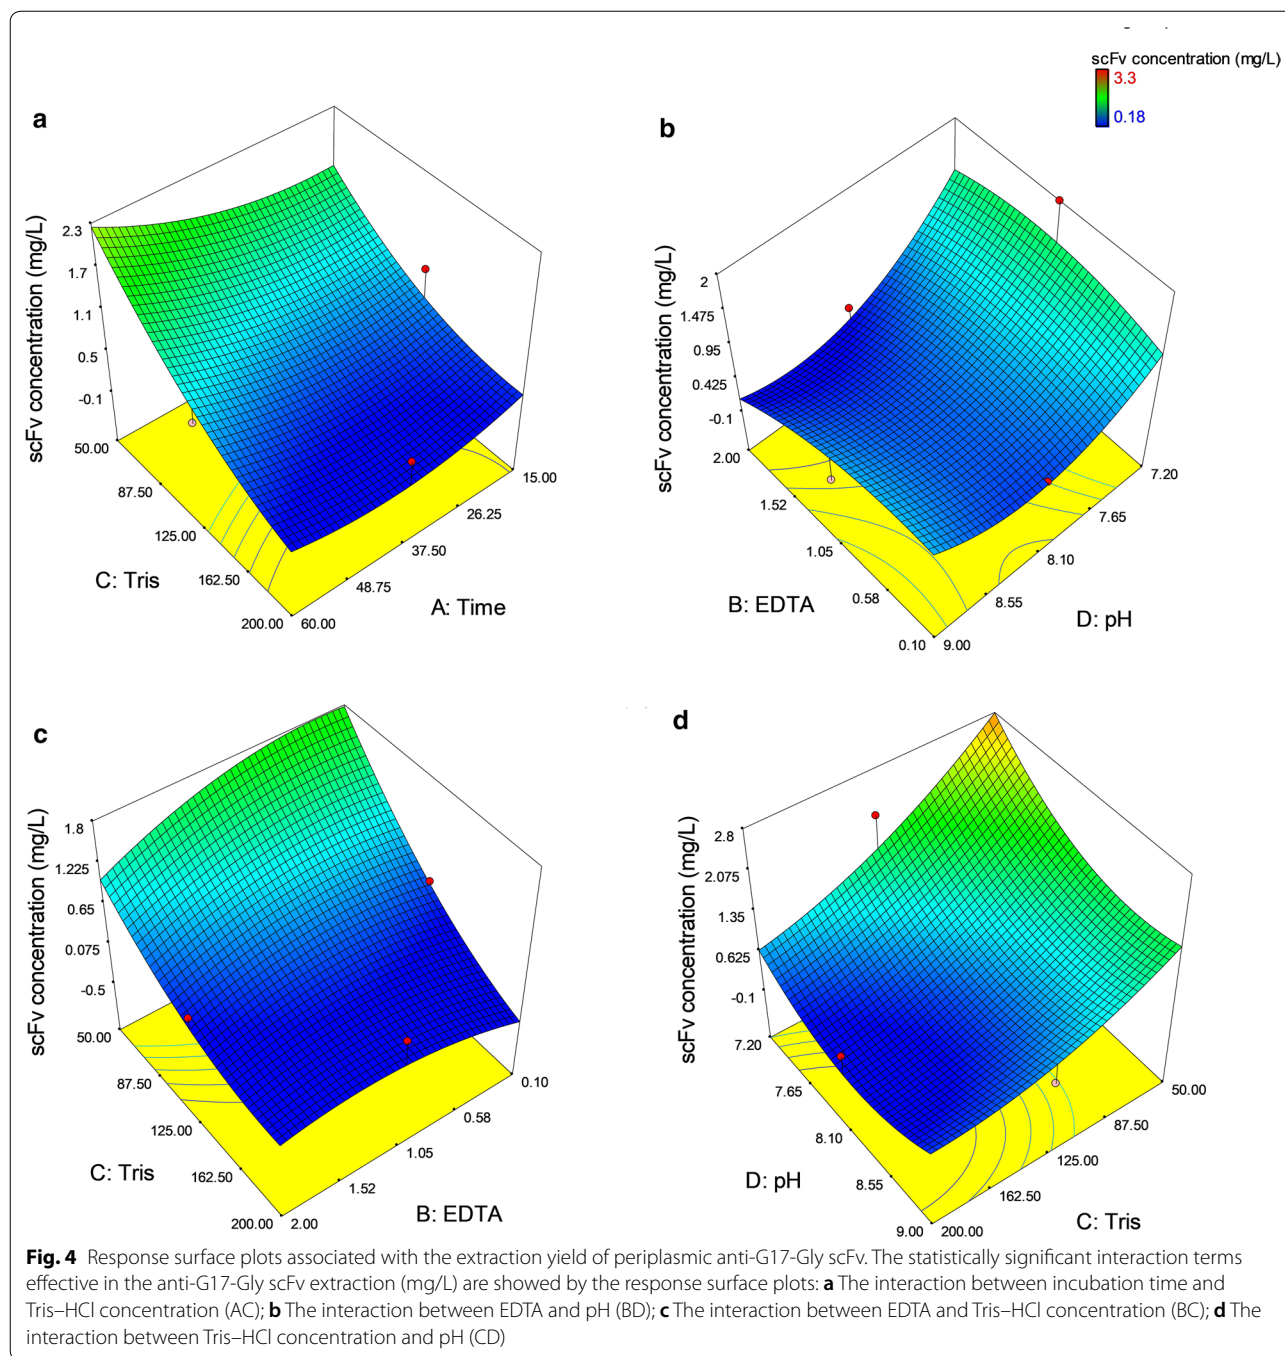 scFv concentration (mg/L)
3.3
0.18
a
scFv concentration (mg/L)
2.3
1.7
1.1
0.5
-0.1
50.00
87.50
125.00
162.50
200.00
C: Tris
60.00
48.75
37.50
26.25
15.00
A: Time
b
scFv concentration (mg/L)
2
1.475
0.95
0.425
-0.1
2.00
1.52
1.05
0.58
0.10
B: EDTA
9.00
8.55
8.10
7.65
7.20
D: pH
c
scFv concentration (mg/L)
1.8
1.225
0.65
0.075
-0.5
50.00
87.50
125.00
162.50
200.00
C: Tris
2.00
1.52
1.05
0.58
0.10
B: EDTA
d
scFv concentration (mg/L)
2.8
2.075
1.35
0.625
-0.1
7.20
7.65
8.10
8.55
9.00
D: pH
200.00
162.50
125.00
87.50
50.00
C: Tris
Fig. 4 Response surface plots associated with the extraction yield of periplasmic anti-G17-Gly scFv. The statistically significant interaction terms
effective in the anti-G17-Gly scFv extraction (mg/L) are showed by the response surface plots: a The interaction between incubation time and
Tris–HCl concentration (AC); b The interaction between EDTA and pH (BD); c The interaction between EDTA and Tris–HCl concentration (BC); d The
interaction between Tris–HCl concentration and pH (CD)